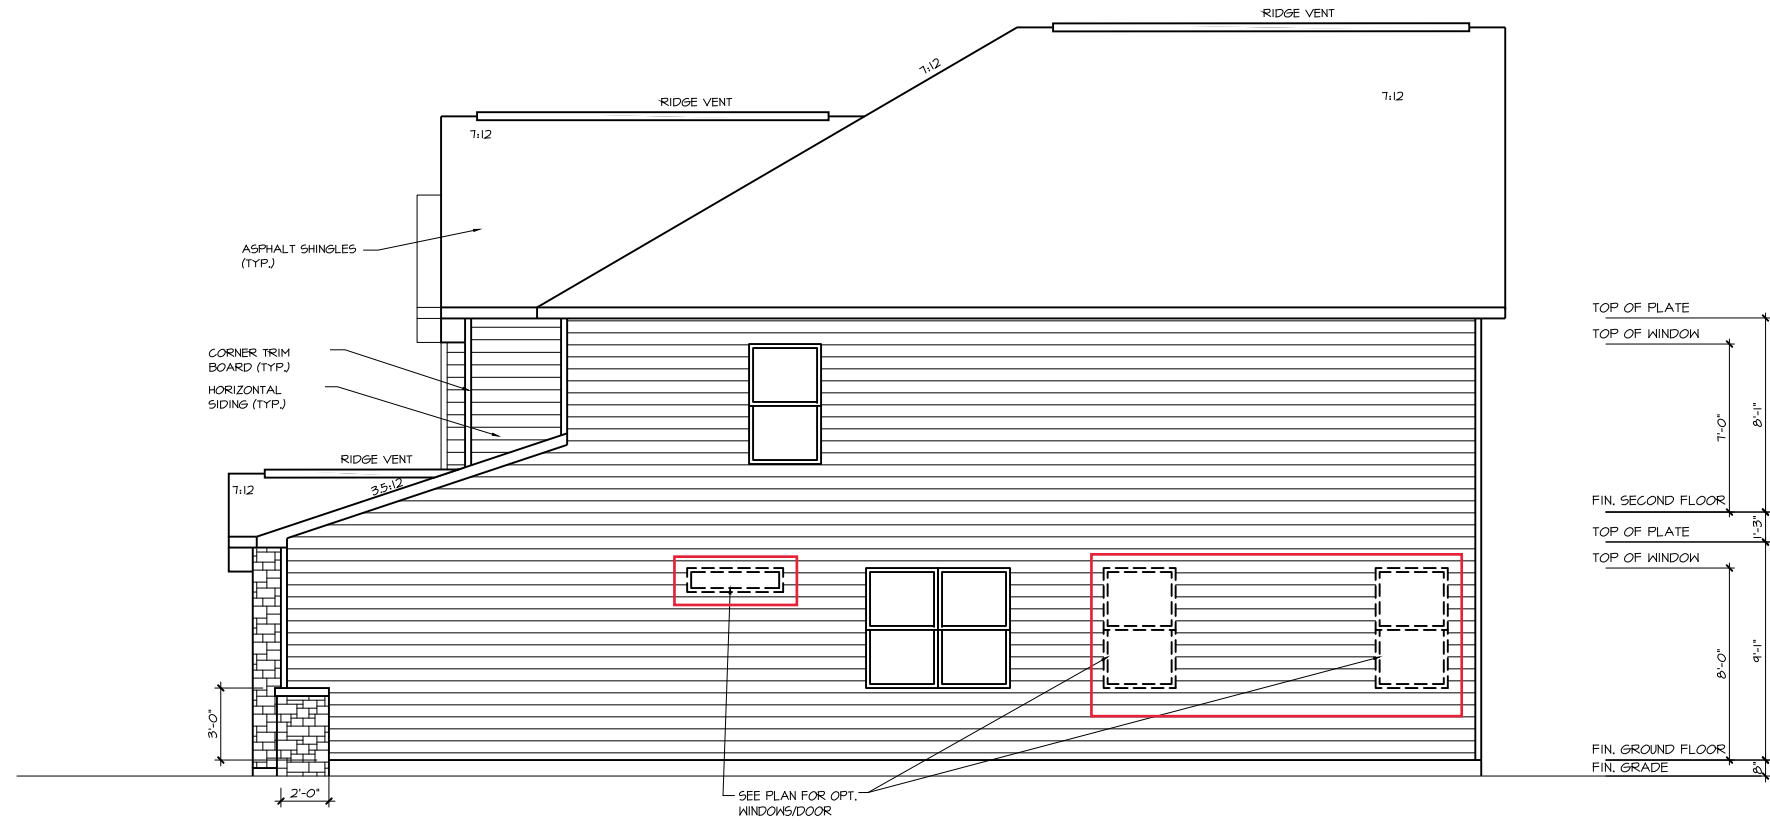 RIDGE VENT
7:12
7:12
RIDGE VENT
7:12
ASPHALT SHINGLES
(TYP.)
TOP OF PLATE
TOP OF WINDOW
CORNER TRIM
BOARD (TYP.)
HORIZONTAL
SIDING (TYP.)
7'-0"
8'-1"
RIDGE VENT
7:12
3.5:12
FIN. SECOND FLOOR
1'-3"
TOP OF PLATE
TOP OF WINDOW
8'-0"
9'-1"
3'-0"
FIN. GROUND FLOOR
FIN. GRADE
8"
2'-0"
SEE PLAN FOR OPT.
WINDOWS/DOOR